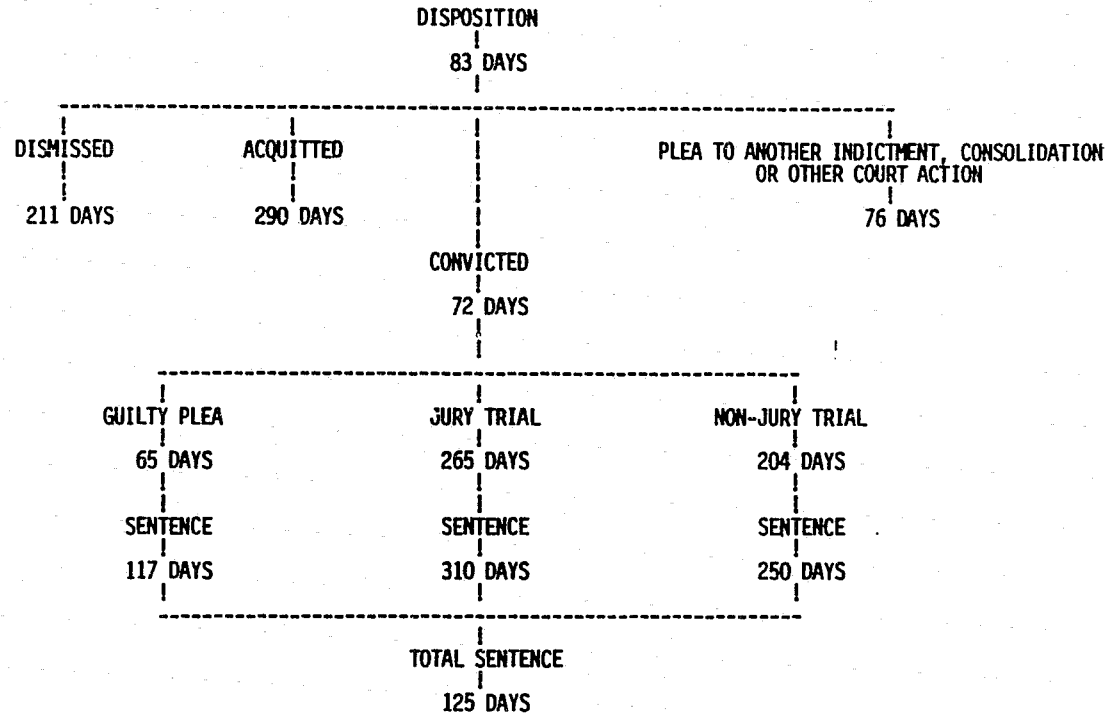 DISPOSITION
83 DAYS
DISMISSED
211 DAYS
ACQUITTED
290 DAYS
PLEA TO ANOTHER INDICTMENT, CONSOLIDATION
OR OTHER COURT ACTION
76 DAYS
CONVICTED
72 DAYS
GUILTY PLEA
65 DAYS
SENTENCE
117 DAYS
JURY TRIAL
265 DAYS
SENTENCE
310 DAYS
NON-JURY TRIAL
204 DAYS
SENTENCE
250 DAYS
TOTAL SENTENCE
125 DAYS